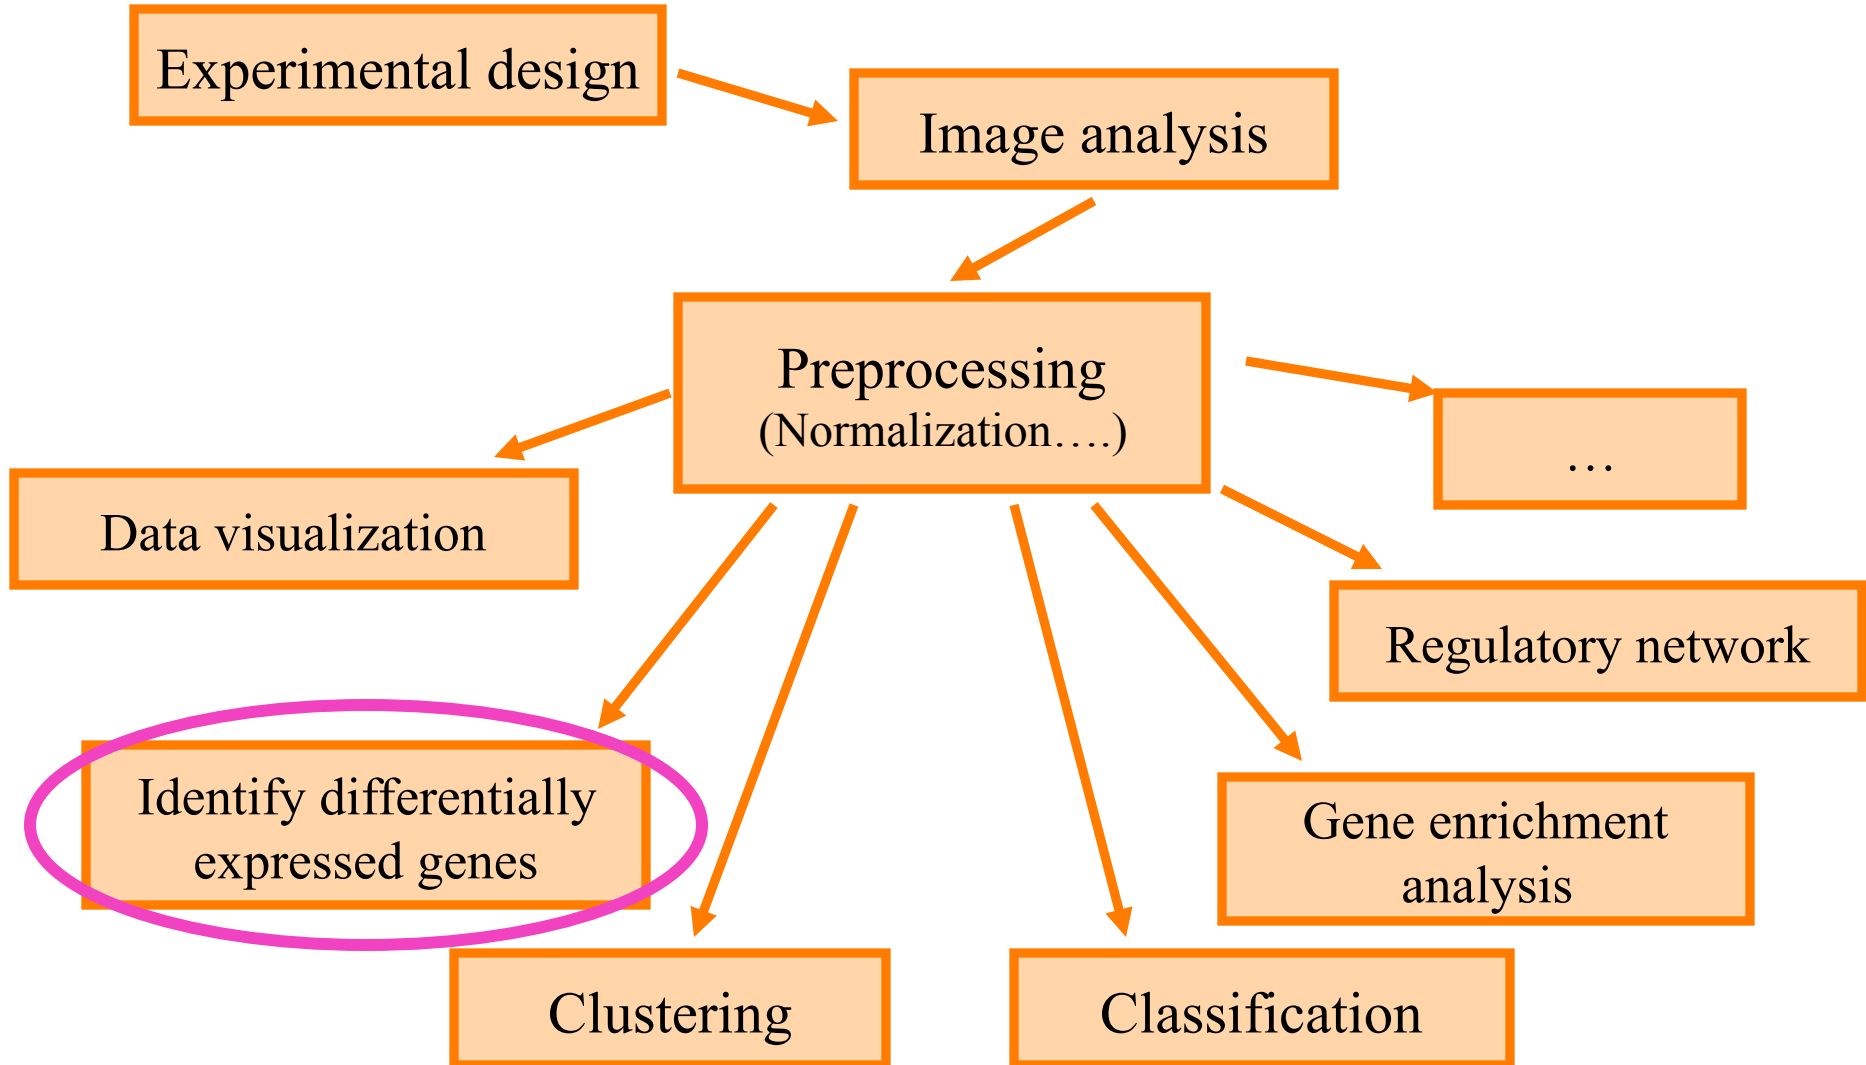 Experimental design
Image analysis
Preprocessing
(Normalization….)
…
Data visualization
Regulatory network
Identify differentially
expressed genes
Gene enrichment
analysis
Clustering
Classification